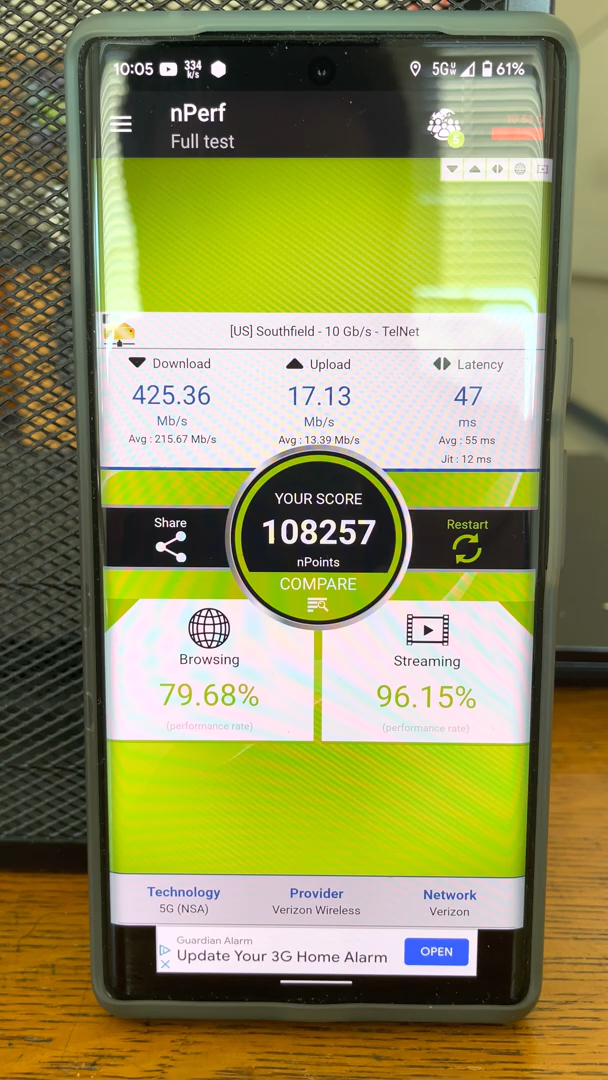 10:05 334 k/s 5G UW 61%
nPerf
Full test
5
[US] Southfield - 10 Gb/s - TelNet
Download Upload Latency
425.36 17.13 47
Mb/s Mb/s ms
Avg : 215.67 Mb/s Avg : 13.39 Mb/s Avg : 55 ms
Jit : 12 ms
YOUR SCORE
Share 108257 Restart
nPoints
COMPARE
Browsing Streaming
79.68% 96.15%
(performance rate) (performance rate)
Technology Provider Network
5G (NSA) Verizon Wireless Verizon
Guardian Alarm
Update Your 3G Home Alarm OPEN